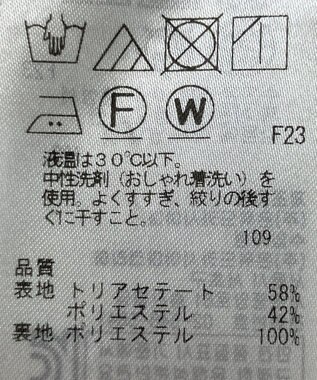 F W
F23
液温は30℃以下。
中性洗剤（おしゃれ着洗い）を
使用。よくすすぎ、絞りの後す
ぐに干すこと。
109
品質
表地 トリアセテート 58%
ポリエステル 42%
裏地 ポリエステル 100%